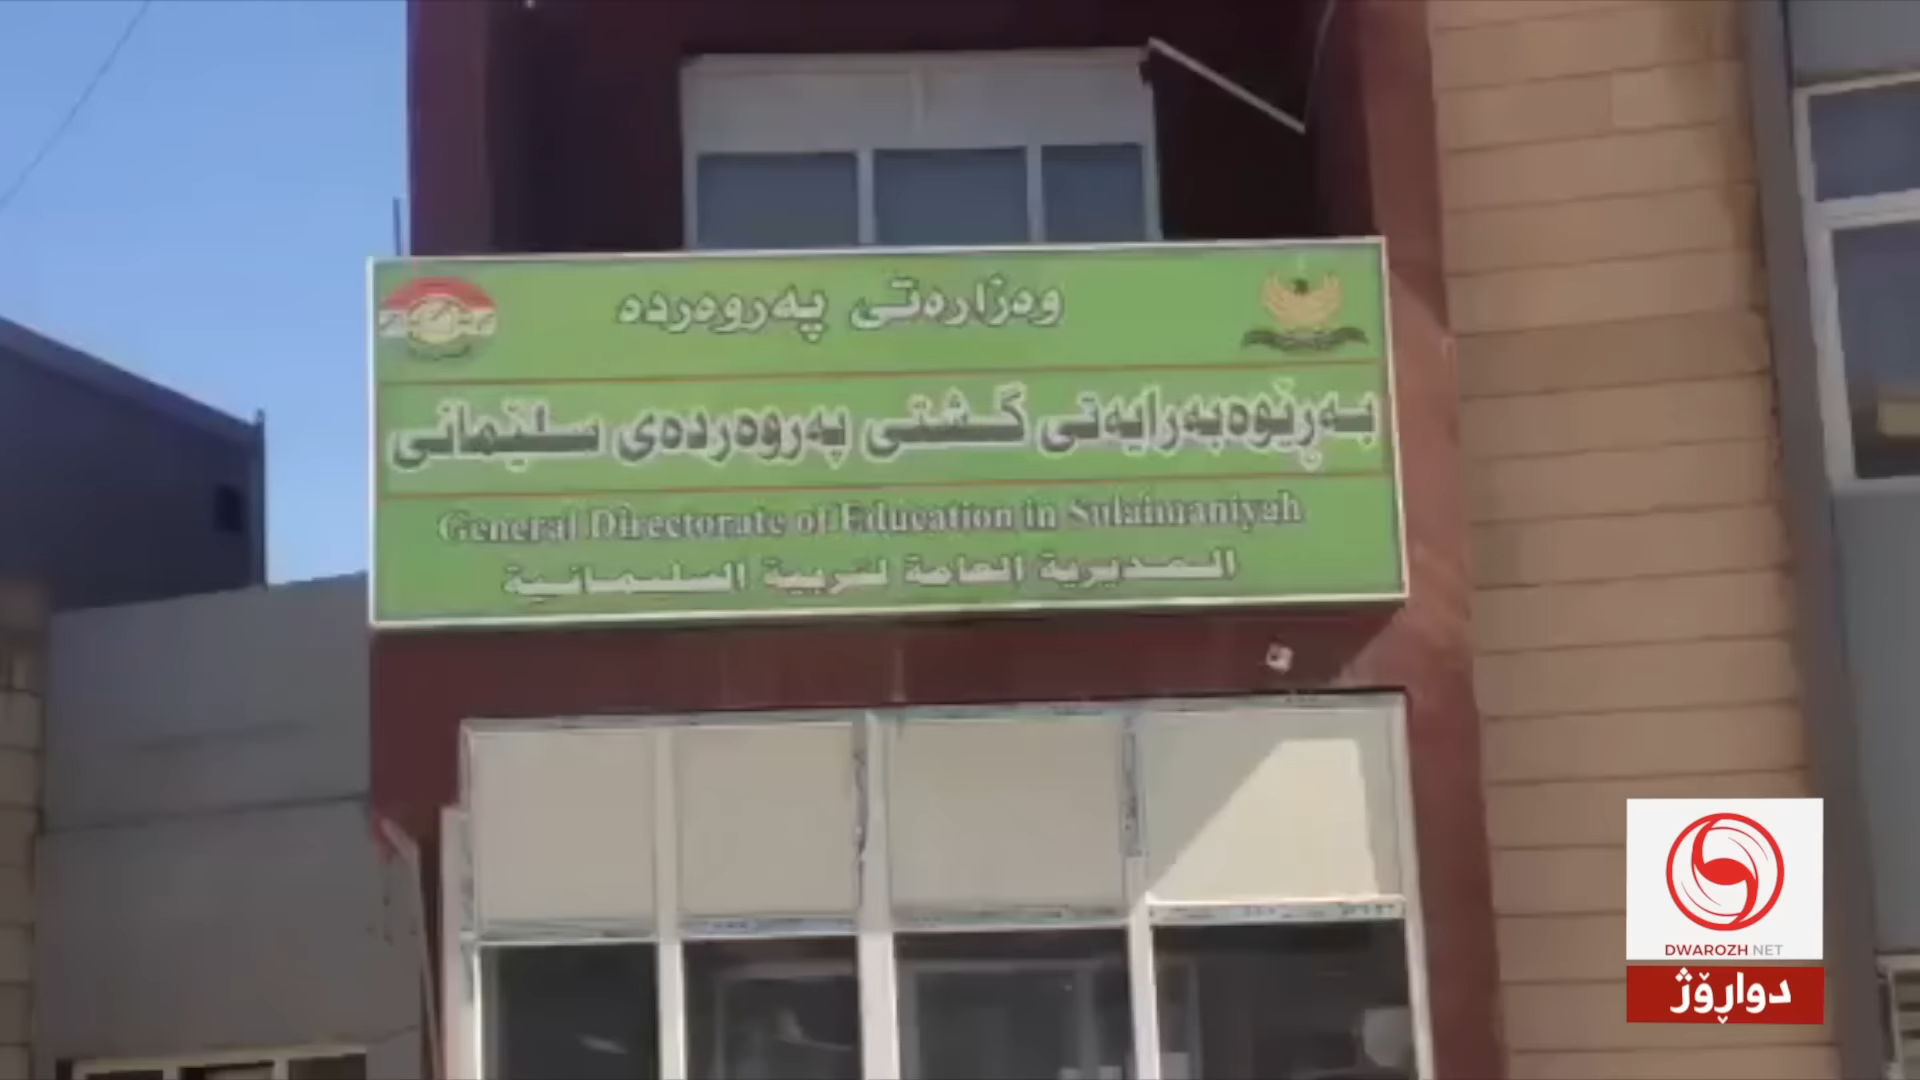 وەزارەتی پەروەردە
بەڕێوەبەرایەتی گشتی پەروەردەی سلێمانی
General Directorate of Education in Sulaimaniyah
المديرية العامة لتربية السليمانية
DWAROZH.NET
دواڕۆژ